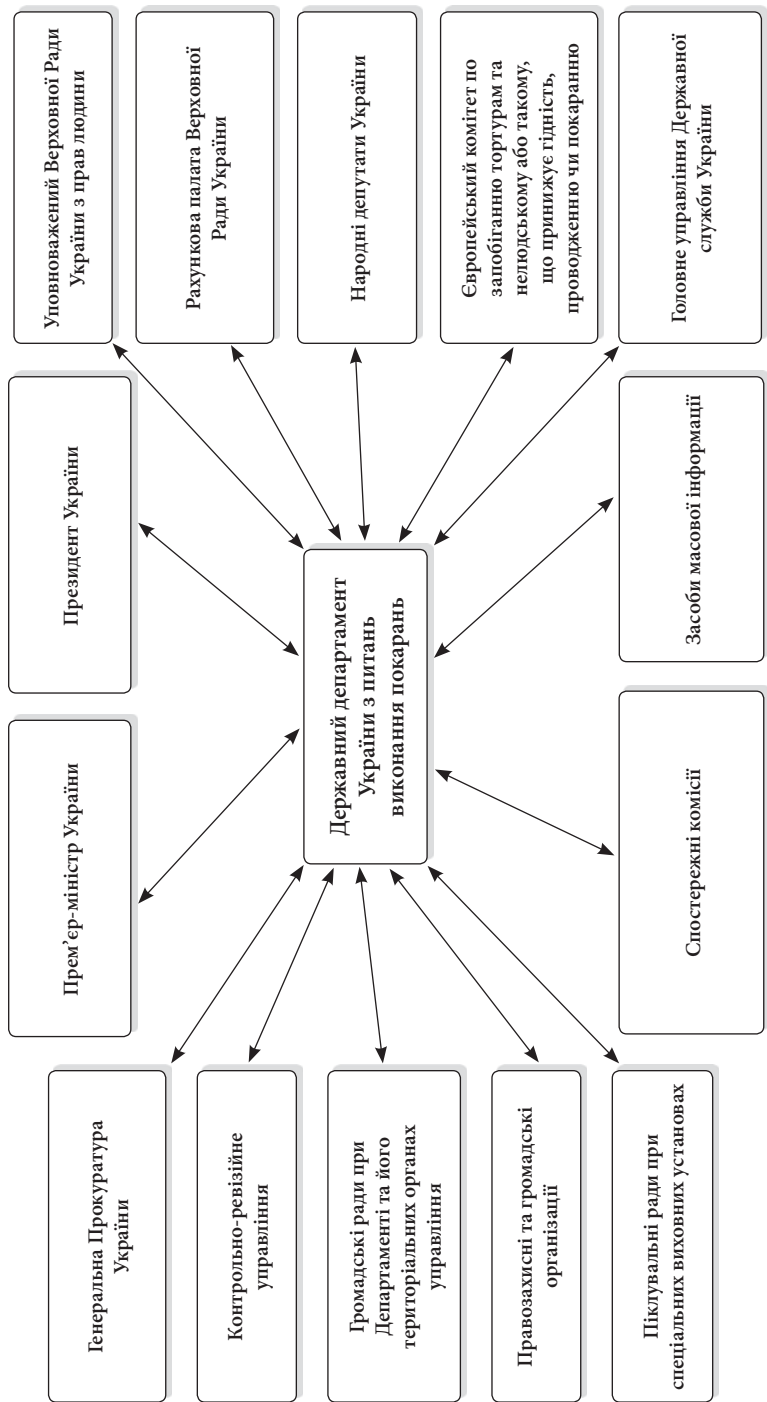 Генеральна Прокуратура
України
Прем’єр-міністр України
Президент України
Уповноважений Верховної Ради
України з прав людини
Контрольно-ревізійне
управління
Рахункова палата Верховної
Ради України
Громадські ради при
Департаменті та його
територіальних органах
управління
Державний департамент
України з питань
виконання покарань
Народні депутати України
Правозахисні та громадські
організації
Європейський комітет по
запобіганню тортурам та
нелюдському або такому,
що принижує гідність,
проводженню чи покаранню
Піклувальні ради при
спеціальних виховних установах
Спостережні комісії
Засоби масової інформації
Головне управління Державної
служби України